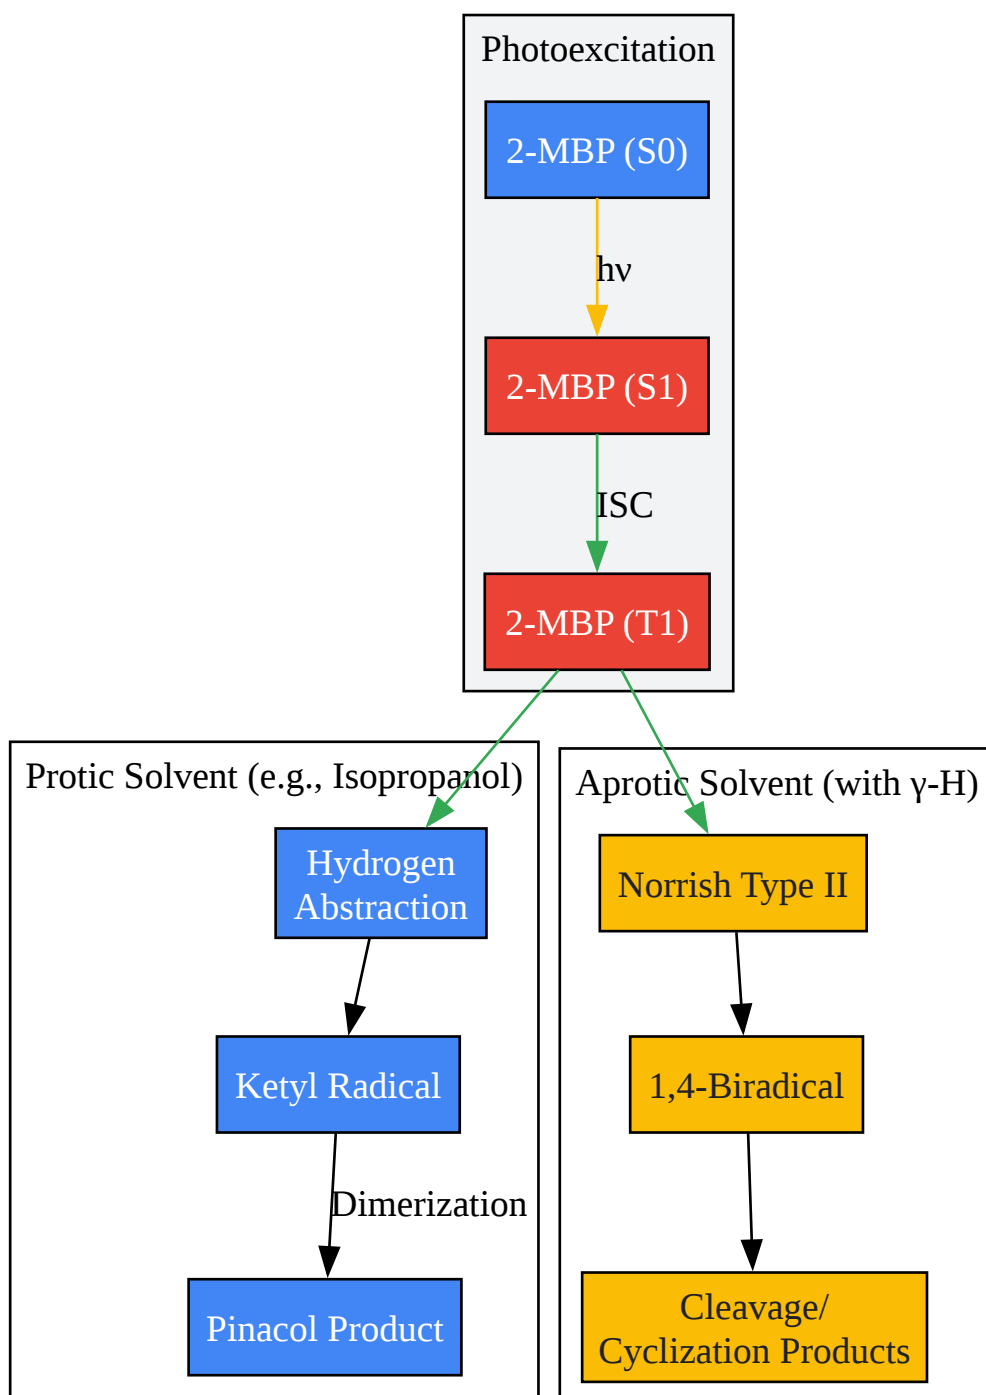 Photoexcitation
2-MBP (S0)
hν
2-MBP (S1)
ISC
2-MBP (T1)
Protic Solvent (e.g., Isopropanol)
Hydrogen
Abstraction
Ketyl Radical
Dimerization
Pinacol Product
Aprotic Solvent (with γ-H)
Norrish Type II
1,4-Biradical
Cleavage/
Cyclization Products